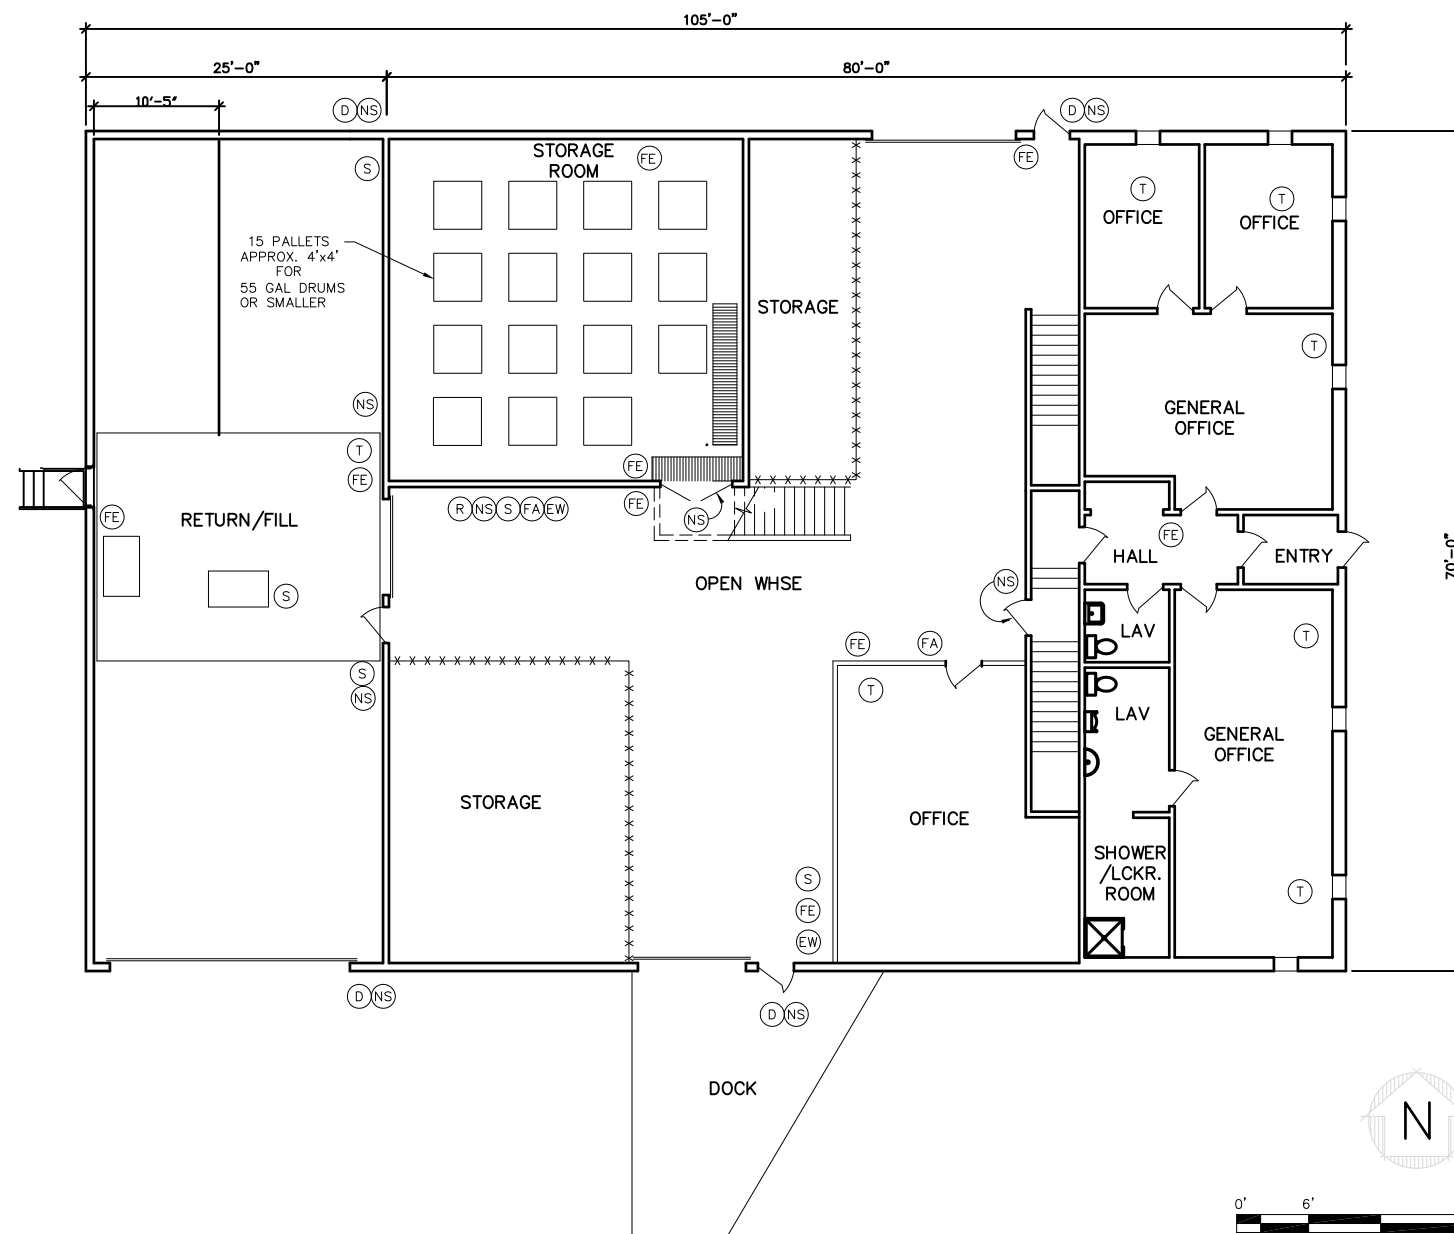 105'-0"
25'-0"
80'-0"
10'-5"
D NS
D NS
STORAGE
ROOM
FE
FE
S
T
OFFICE
T
OFFICE
15 PALLETS
APPROX. 4'x4'
FOR
55 GAL DRUMS
OR SMALLER
STORAGE
T
NS
GENERAL
OFFICE
T
FE
FE
FE
R NS S FA EW
NS
FE
RETURN/FILL
FE
HALL
ENTRY
70'-0"
OPEN WHSE
NS
S
LAV
T
FE
FA
S
NS
T
LAV
GENERAL
OFFICE
STORAGE
OFFICE
SHOWER
/LCKR.
ROOM
S
FE
EW
T
D NS
D NS
DOCK
N
0'
6'